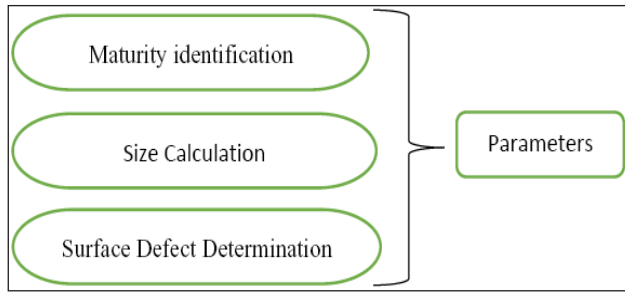 Maturity identification
Size Calculation
Surface Defect Determination
Parameters